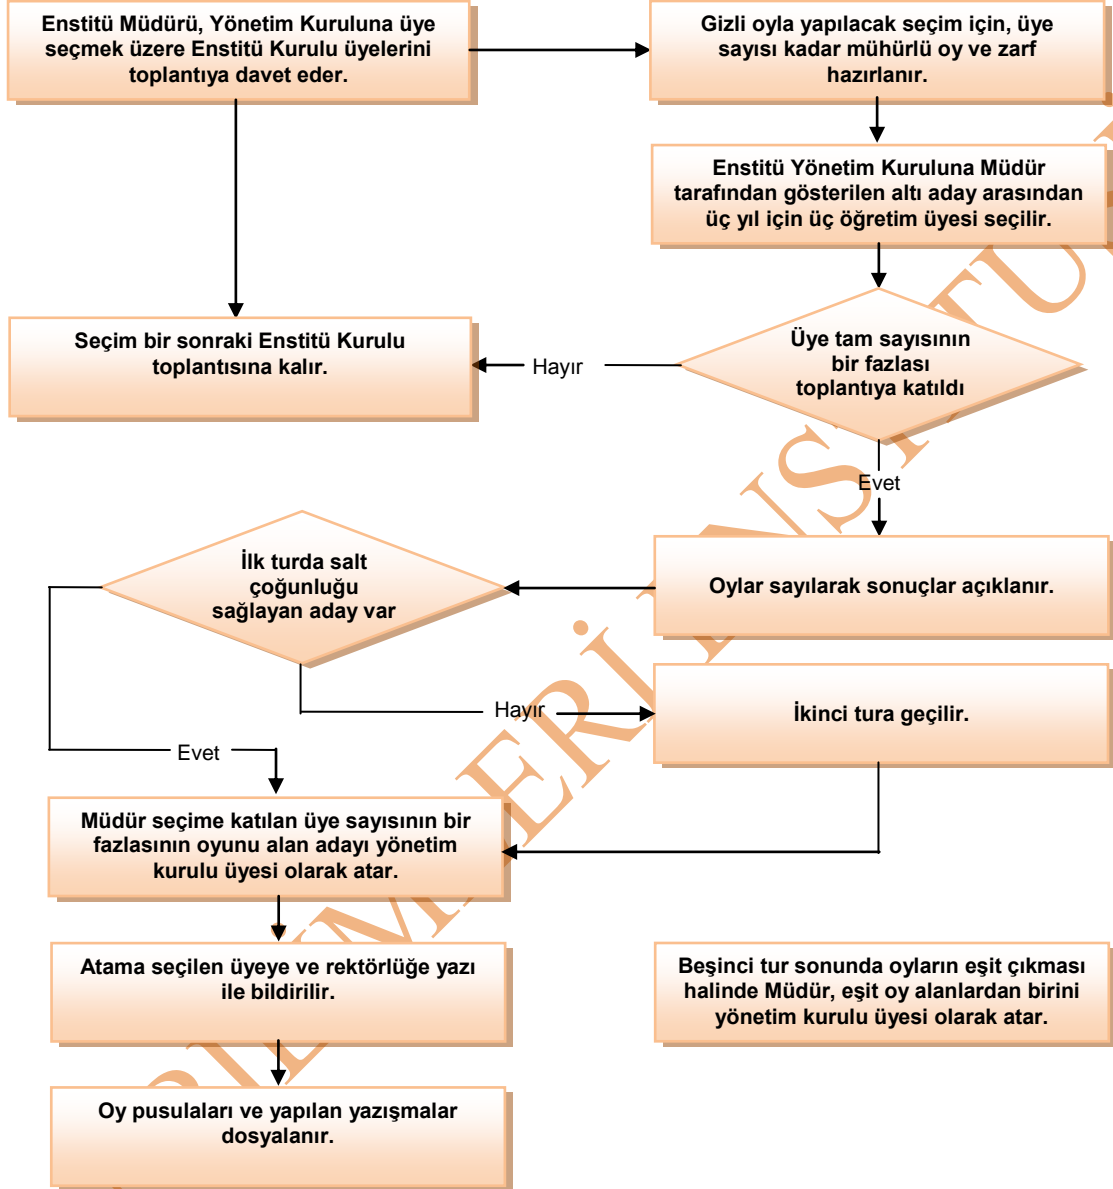 Enstitü Müdürü, Yönetim Kuruluna üye
seçmek üzere Enstitü Kurulu üyelerini
toplantıya davet eder.
Gizli oyla yapılacak seçim için, üye
sayısı kadar mühürlü oy ve zarf
hazırlanır.
Enstitü Yönetim Kuruluna Müdür
tarafından gösterilen altı aday arasından
üç yıl için üç öğretim üyesi seçilir.
Seçim bir sonraki Enstitü Kurulu
toplantısına kalır.
Hayır
Üye tam sayısının
bir fazlası
toplantıya katıldı
Evet
İlk turda salt
çoğunluğu
sağlayan aday var
Oylar sayılarak sonuçlar açıklanır.
Hayır
İkinci tura geçilir.
Evet
Müdür seçime katılan üye sayısının bir
fazlasının oyunu alan adayı yönetim
kurulu üyesi olarak atar.
Atama seçilen üyeye ve rektörlüğe yazı
ile bildirilir.
Beşinci tur sonunda oyların eşit çıkması
halinde Müdür, eşit oy alanlardan birini
yönetim kurulu üyesi olarak atar.
Oy pusulaları ve yapılan yazışmalar
dosyalanır.